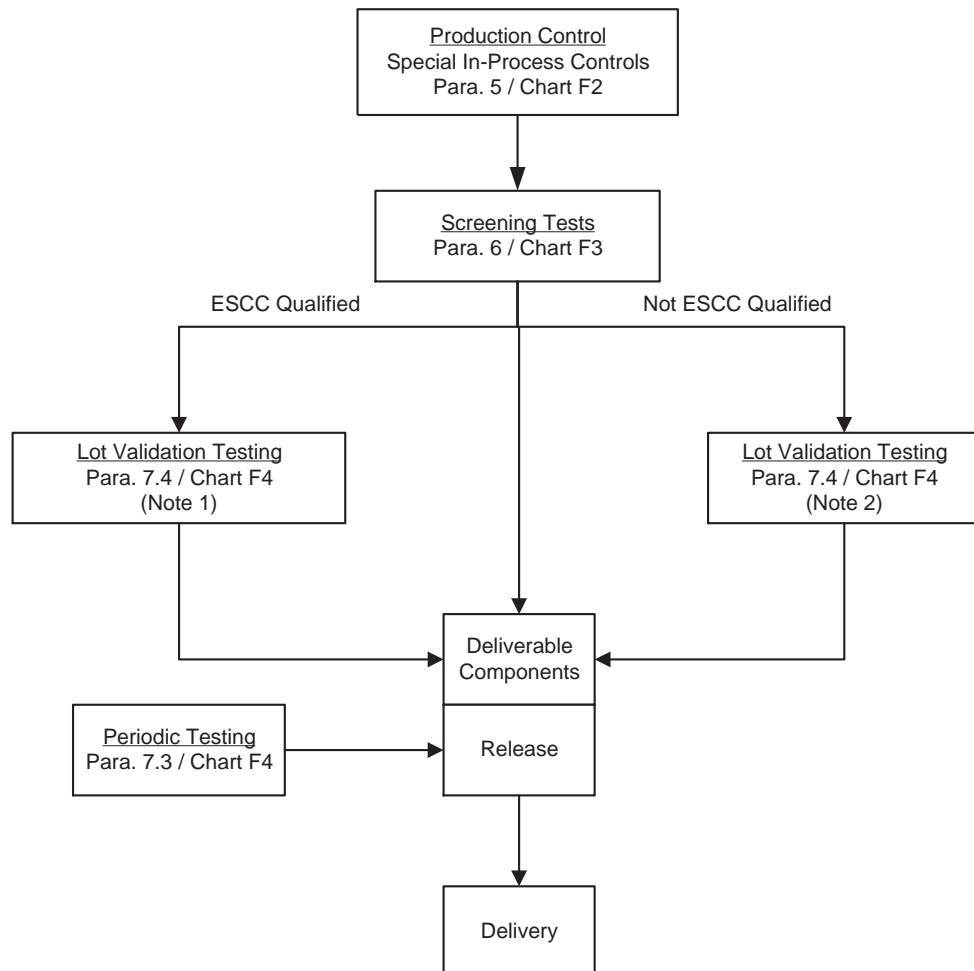 Production Control
Special In-Process Controls
Para. 5 / Chart F2
Screening Tests
Para. 6 / Chart F3
ESCC Qualified
Not ESCC Qualified
Lot Validation Testing
Para. 7.4 / Chart F4
(Note 1)
Lot Validation Testing
Para. 7.4 / Chart F4
(Note 2)
Deliverable
Components
Periodic Testing
Para. 7.3 / Chart F4
Release
Delivery